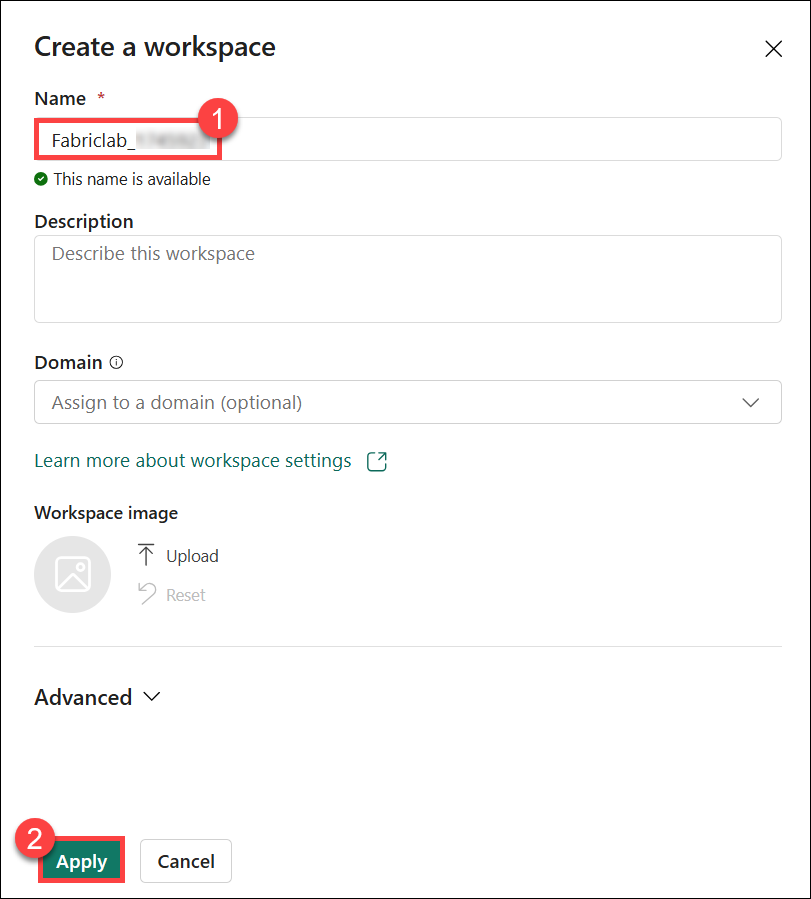 Create a workspace
Name *
1
Fabriclab_
This name is available
Description
Describe this workspace
Domain
Assign to a domain (optional)
Learn more about workspace settings
Workspace image
Upload
Reset
Advanced
2
Apply Cancel